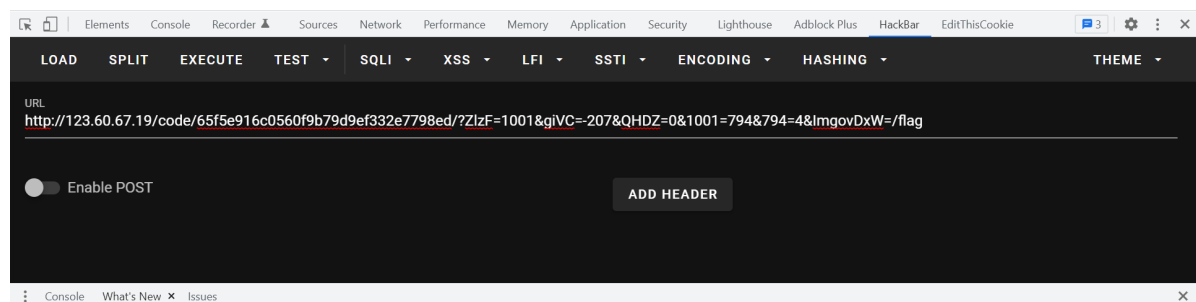 Elements Console Recorder Sources Network Performance Memory Application Security Lighthouse Adblock Plus HackBar EditThisCookie 3
LOAD SPLIT EXECUTE TEST SQLI XSS LFI SSTI ENCODING HASHING THEME
URL
http://123.60.67.19/code/65f5e916c0560f9b79d9ef332e7798ed/?ZlzF=1001&giVC=-207&QHDZ=0&1001=794&794=4&ImgovDxW=/flag
Enable POST
ADD HEADER
Console What's New × Issues